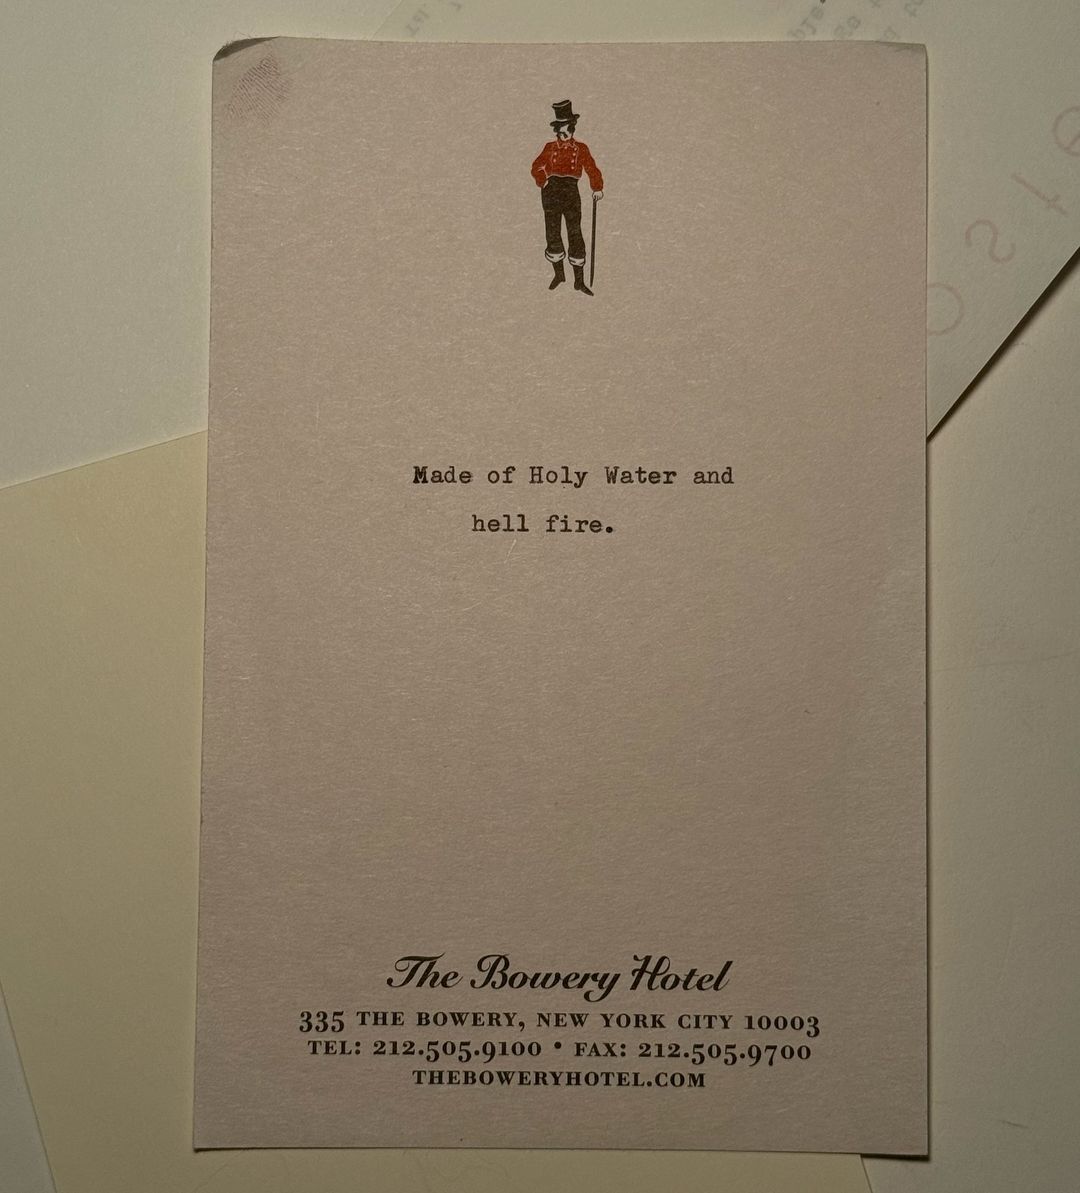 Made of Holy Water and
hell fire.
The Bowery Hotel
335 THE BOWERY, NEW YORK CITY 10003
TEL: 212.505.9100 • FAX: 212.505.9700
THEBOWERYHOTEL.COM